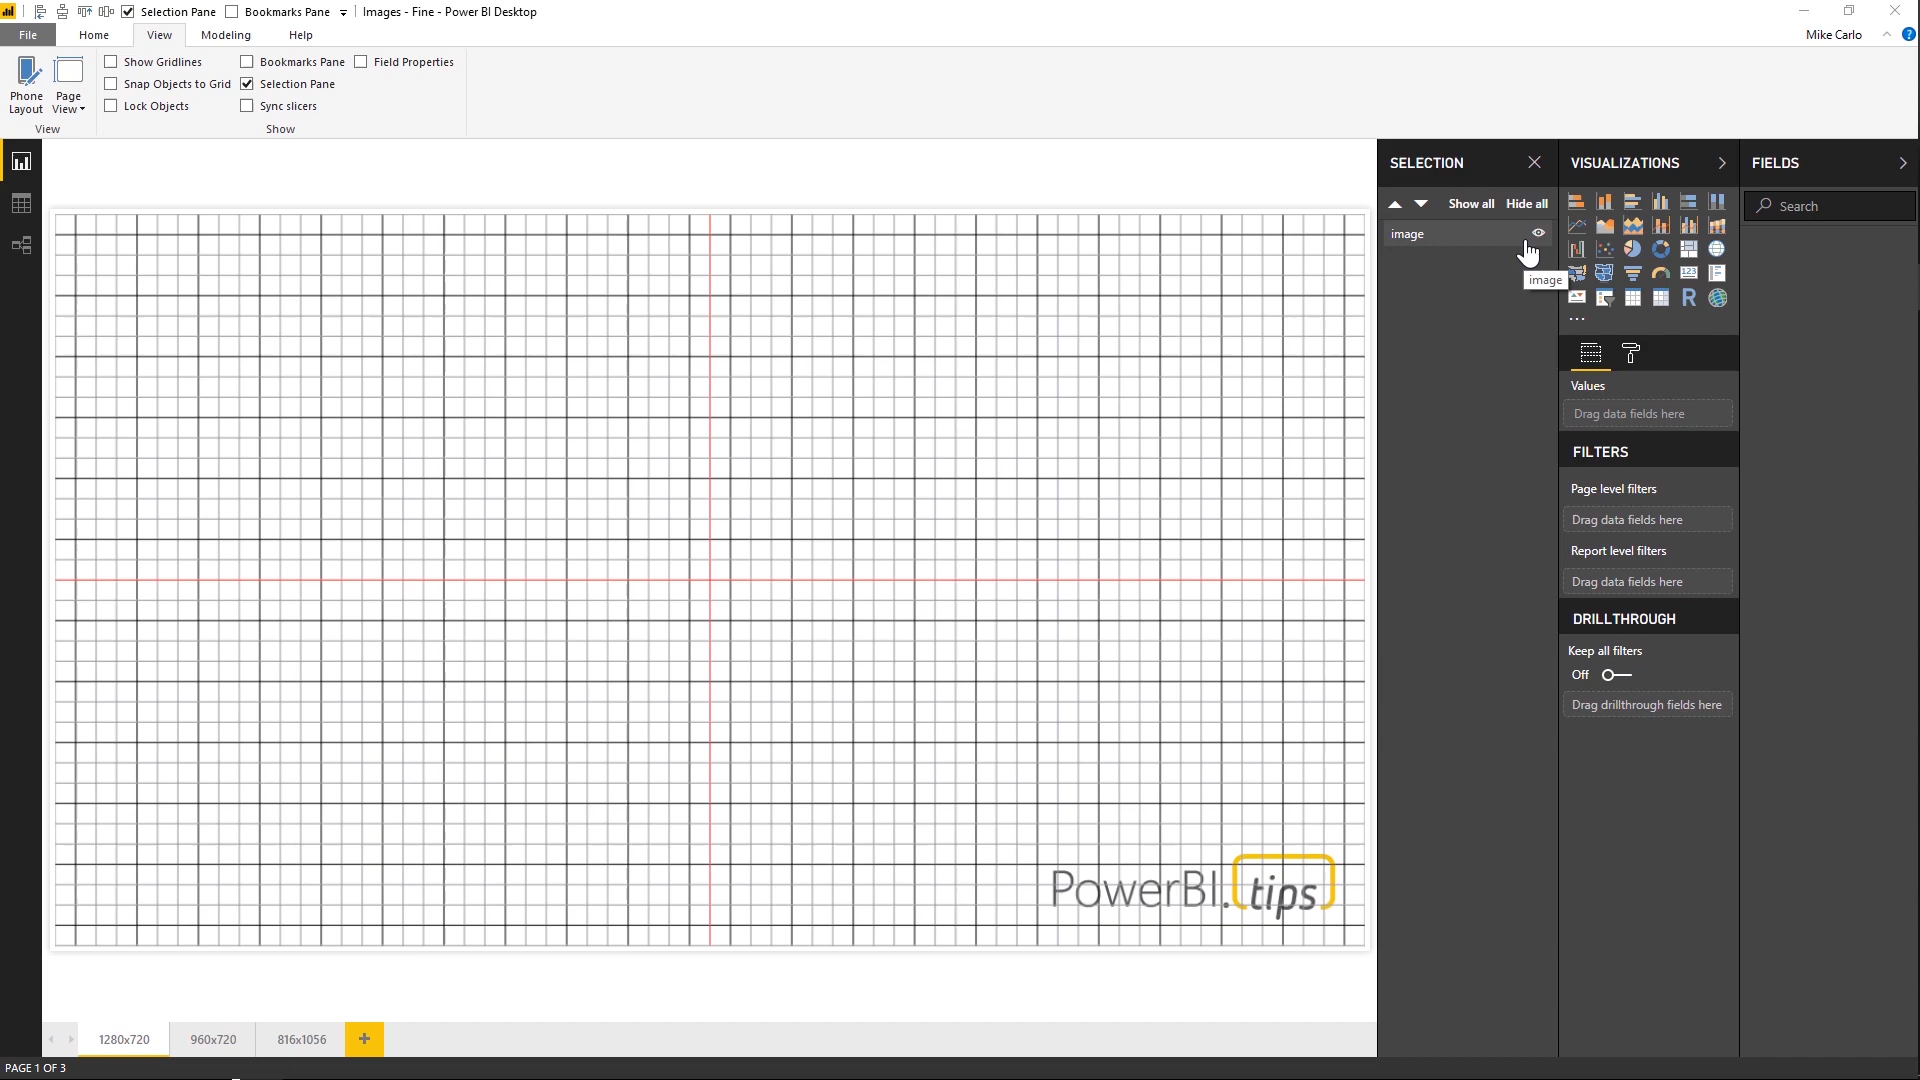 Selection Pane Bookmarks Pane Images - Fine - Power BI Desktop
File Home View Modeling Help Mike Carlo ?
Show Gridlines Bookmarks Pane Field Properties
Snap Objects to Grid Selection Pane
Lock Objects Sync slicers
Phone Layout
Page View
View Show
SELECTION
Show all Hide all
image
image
VISUALIZATIONS
123
R
...
Values
Drag data fields here
FILTERS
Page level filters
Drag data fields here
Report level filters
Drag data fields here
DRILLTHROUGH
Keep all filters
Off
Drag drillthrough fields here
FIELDS
Search
PowerBI.tips
1280x720 960x720 816x1056 +
PAGE 1 OF 3